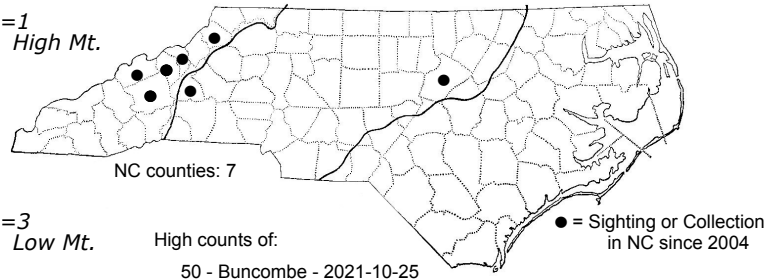 =1
High Mt.
NC counties: 7
=3
Low Mt.
High counts of:
50 - Buncombe - 2021-10-25
● = Sighting or Collection
in NC since 2004